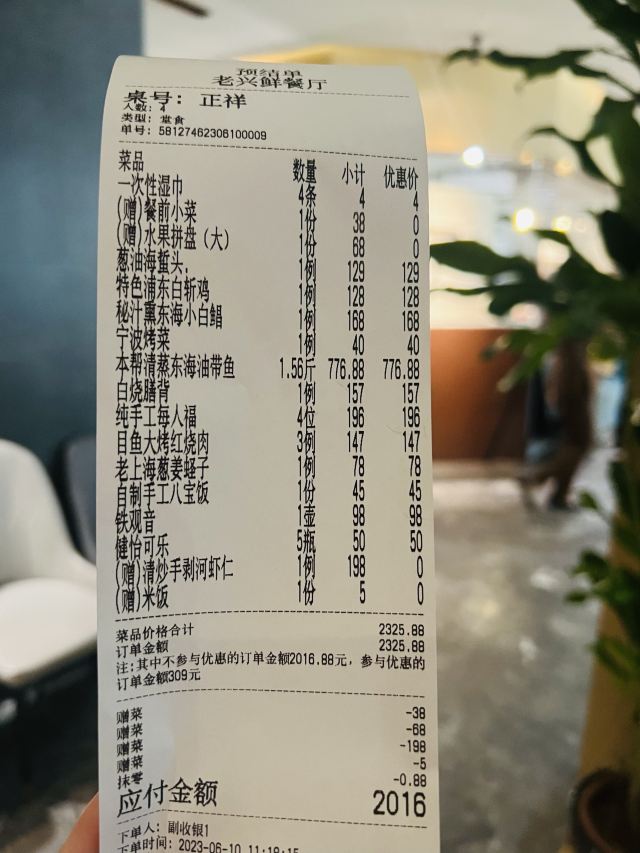 预结单
老兴鲜餐厅
桌号：正祥
人数：4
类型：堂食
单号：58127462306100009
菜品 数量 小计 优惠价
一次性湿巾 4条 4 4
(赠)餐前小菜 1份 38 0
(赠)水果拼盘（大） 1份 68 0
葱油海蜇头. 1例 129 129
特色浦东白斩鸡 1例 128 128
秘汁熏东海小白鲳 1例 168 168
宁波烤菜 1例 40 40
本帮清蒸东海油带鱼 1.56斤 776.88 776.88
白烧膳背 1例 157 157
纯手工每人福 4位 196 196
目鱼大烤红烧肉 3例 147 147
老上海葱姜蛏子 1例 78 78
自制手工八宝饭 1份 45 45
铁观音 1壶 98 98
健怡可乐 5瓶 50 50
(赠)清炒手剥河虾仁 1例 198 0
(赠)米饭 1份 5 0
菜品价格合计 2325.88
订单金额 2325.88
注:其中不参与优惠的订单金额2016.88元，参与优惠的
订单金额309元
赠菜 -38
赠菜 -68
赠菜 -198
赠菜 -5
抹零 -0.88
应付金额 2016
下单人：副收银1
下单时间：2023-06-10 11:18:15